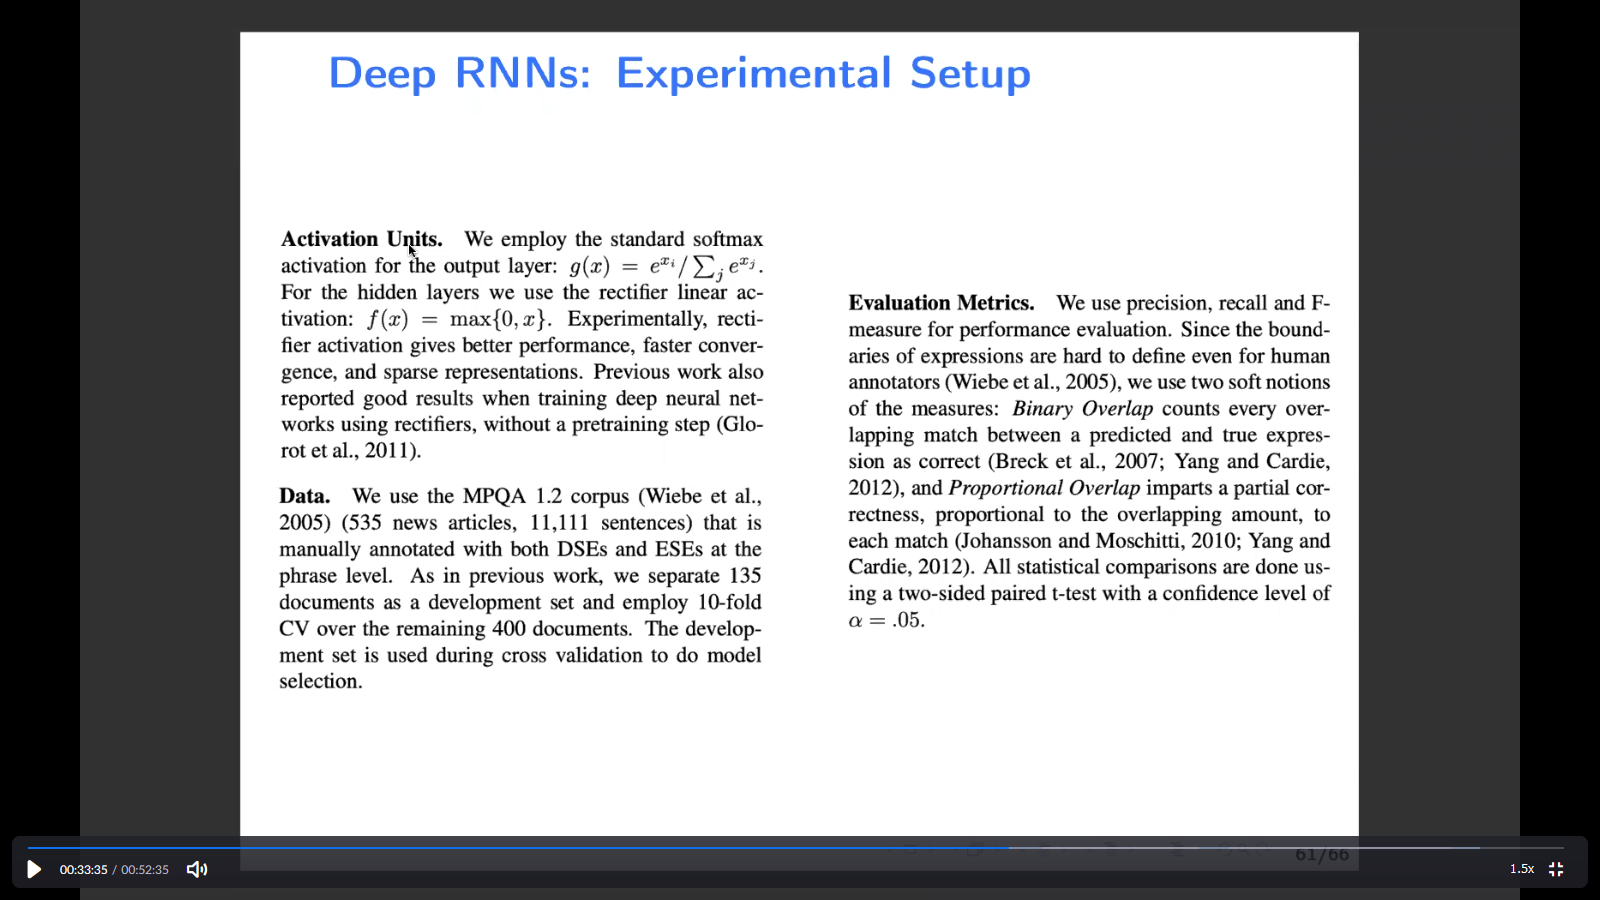 Deep RNNs: Experimental Setup
Activation Units. We employ the standard softmax
activation for the output layer: g(x) = e^{x_i}/∑_j e^{x_j}.
For the hidden layers we use the rectifier linear ac-
tivation: f(x) = max{0, x}. Experimentally, recti-
fier activation gives better performance, faster conver-
gence, and sparse representations. Previous work also
reported good results when training deep neural net-
works using rectifiers, without a pretraining step (Glo-
rot et al., 2011).
Data. We use the MPQA 1.2 corpus (Wiebe et al.,
2005) (535 news articles, 11,111 sentences) that is
manually annotated with both DSEs and ESEs at the
phrase level. As in previous work, we separate 135
documents as a development set and employ 10-fold
CV over the remaining 400 documents. The develop-
ment set is used during cross validation to do model
selection.
Evaluation Metrics. We use precision, recall and F-
measure for performance evaluation. Since the bound-
aries of expressions are hard to define even for human
annotators (Wiebe et al., 2005), we use two soft notions
of the measures: Binary Overlap counts every over-
lapping match between a predicted and true expres-
sion as correct (Breck et al., 2007; Yang and Cardie,
2012), and Proportional Overlap imparts a partial cor-
rectness, proportional to the overlapping amount, to
each match (Johansson and Moschitti, 2010; Yang and
Cardie, 2012). All statistical comparisons are done us-
ing a two-sided paired t-test with a confidence level of
α = .05.
61/66
00:33:35 / 00:52:35
1.5x